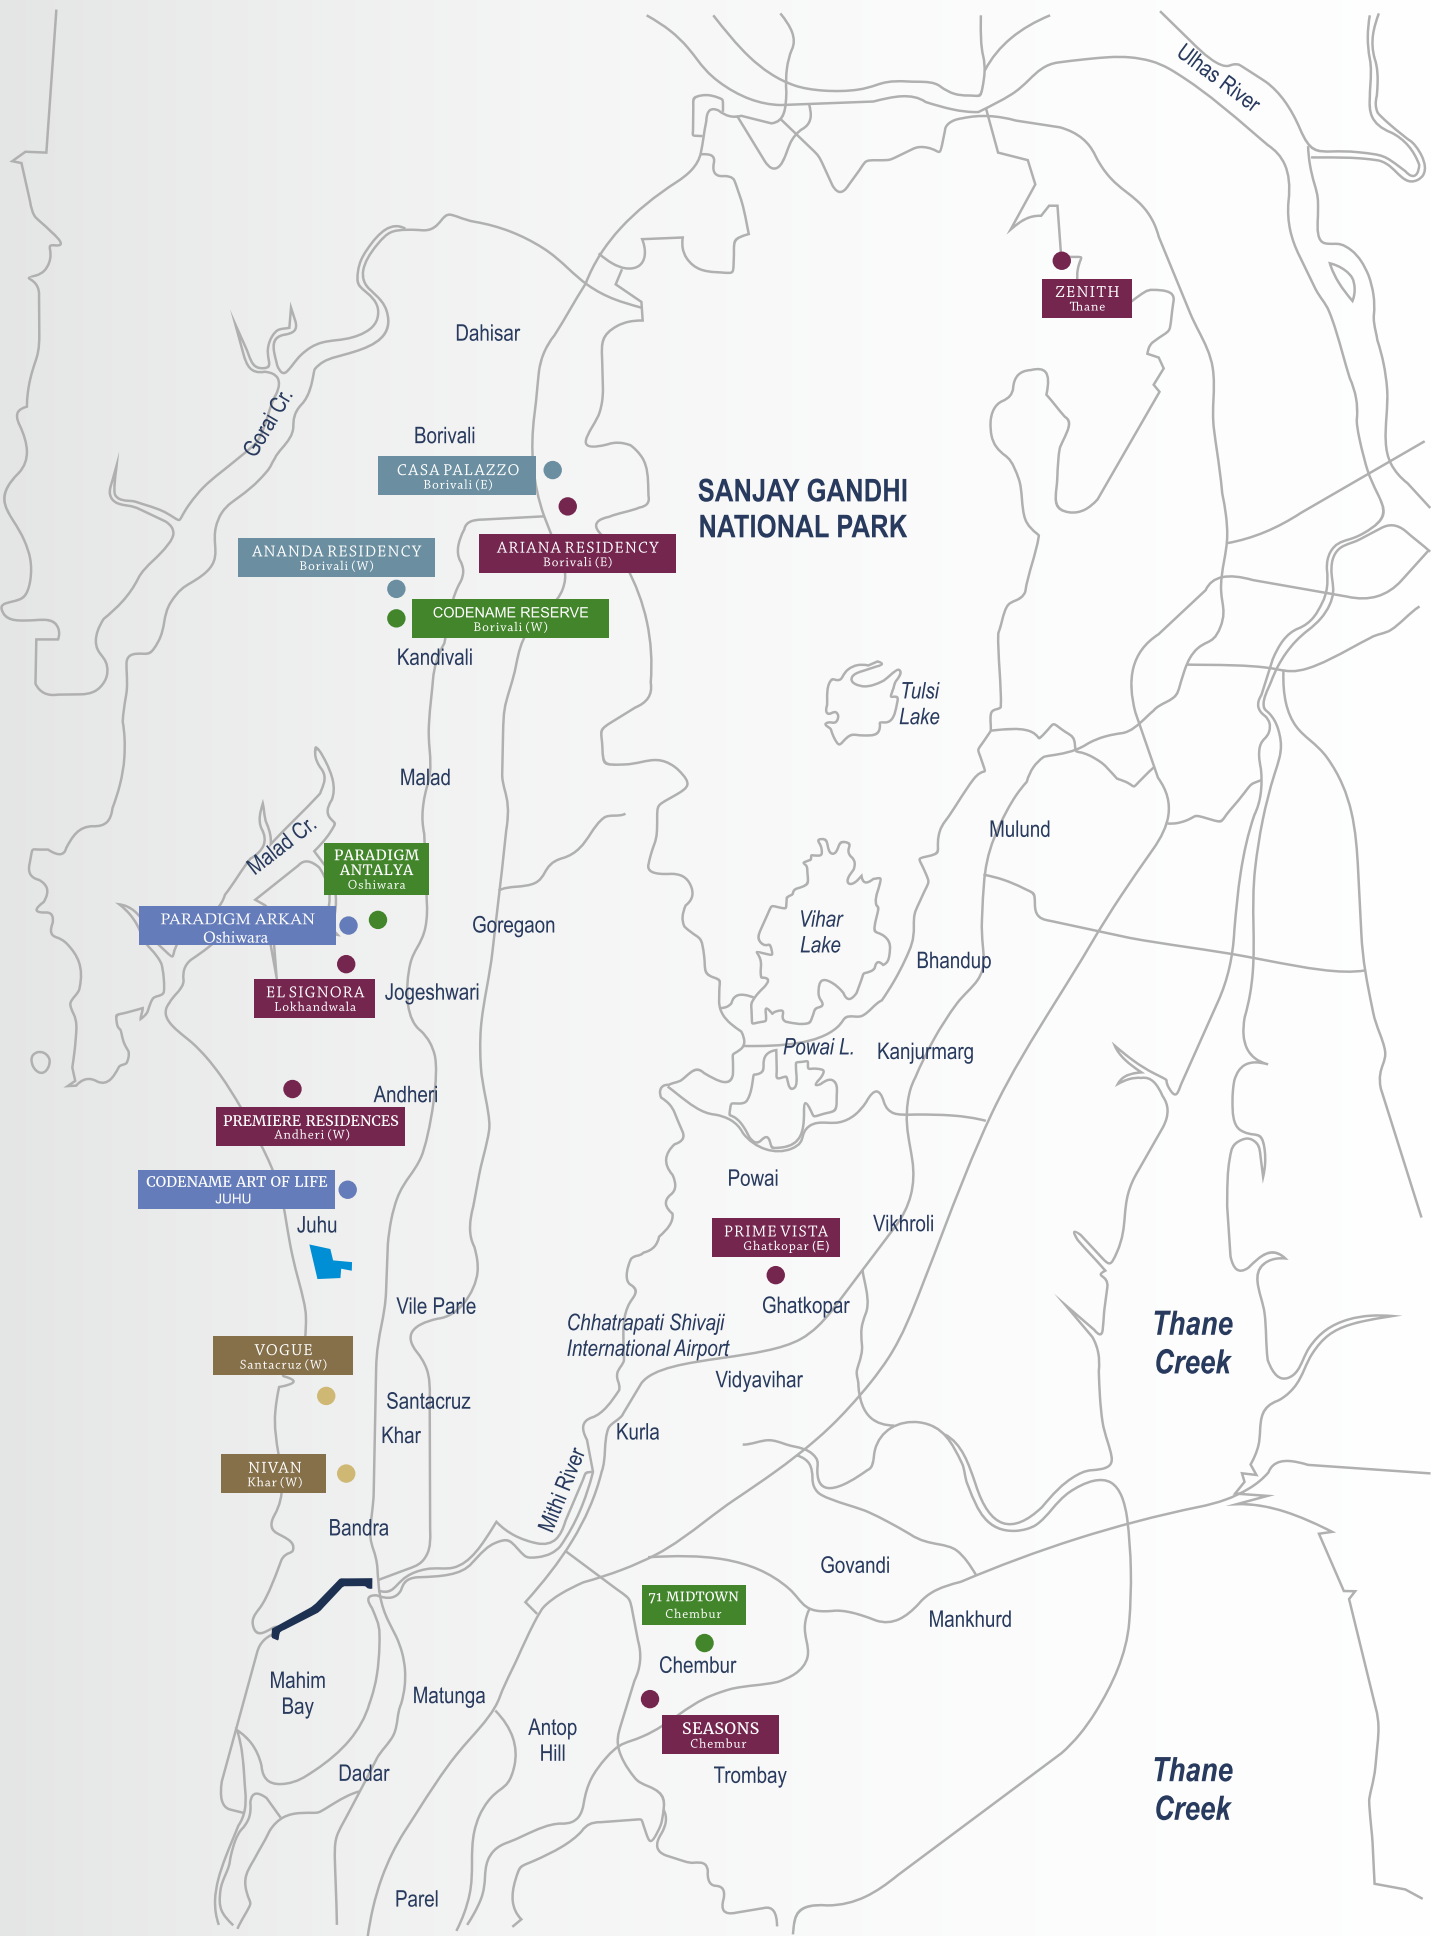 Ulhas River
ZENITH
Thane
Dahisar
Gorai Cr.
Borivali
CASA PALAZZO
Borivali (E)
SANJAY GANDHI
NATIONAL PARK
ANANDA RESIDENCY
Borivali (W)
ARIANA RESIDENCY
Borivali (E)
CODENAME RESERVE
Borivali (W)
Kandivali
Tulsi
Lake
Malad
Malad Cr.
Mulund
PARADIGM
ANTALYA
Oshiwara
PARADIGM ARKAN
Oshiwara
Goregaon
Vihar
Lake
Bhandup
EL SIGNORA
Lokhandwala
Jogeshwari
Powai L.
Kanjurmarg
Andheri
PREMIERE RESIDENCES
Andheri (W)
CODENAME ART OF LIFE
JUHU
Powai
Juhu
PRIME VISTA
Ghatkopar (E)
Vikhroli
Vile Parle
Ghatkopar
Chhatrapati Shivaji
International Airport
Thane
Creek
VOGUE
Santacruz (W)
Vidyavihar
Santacruz
Khar
Kurla
NIVAN
Khar (W)
Mithi River
Bandra
Govandi
71 MIDTOWN
Chembur
Mankhurd
Chembur
Mahim
Bay
Matunga
SEASONS
Chembur
Antop
Hill
Dadar
Trombay
Thane
Creek
Parel